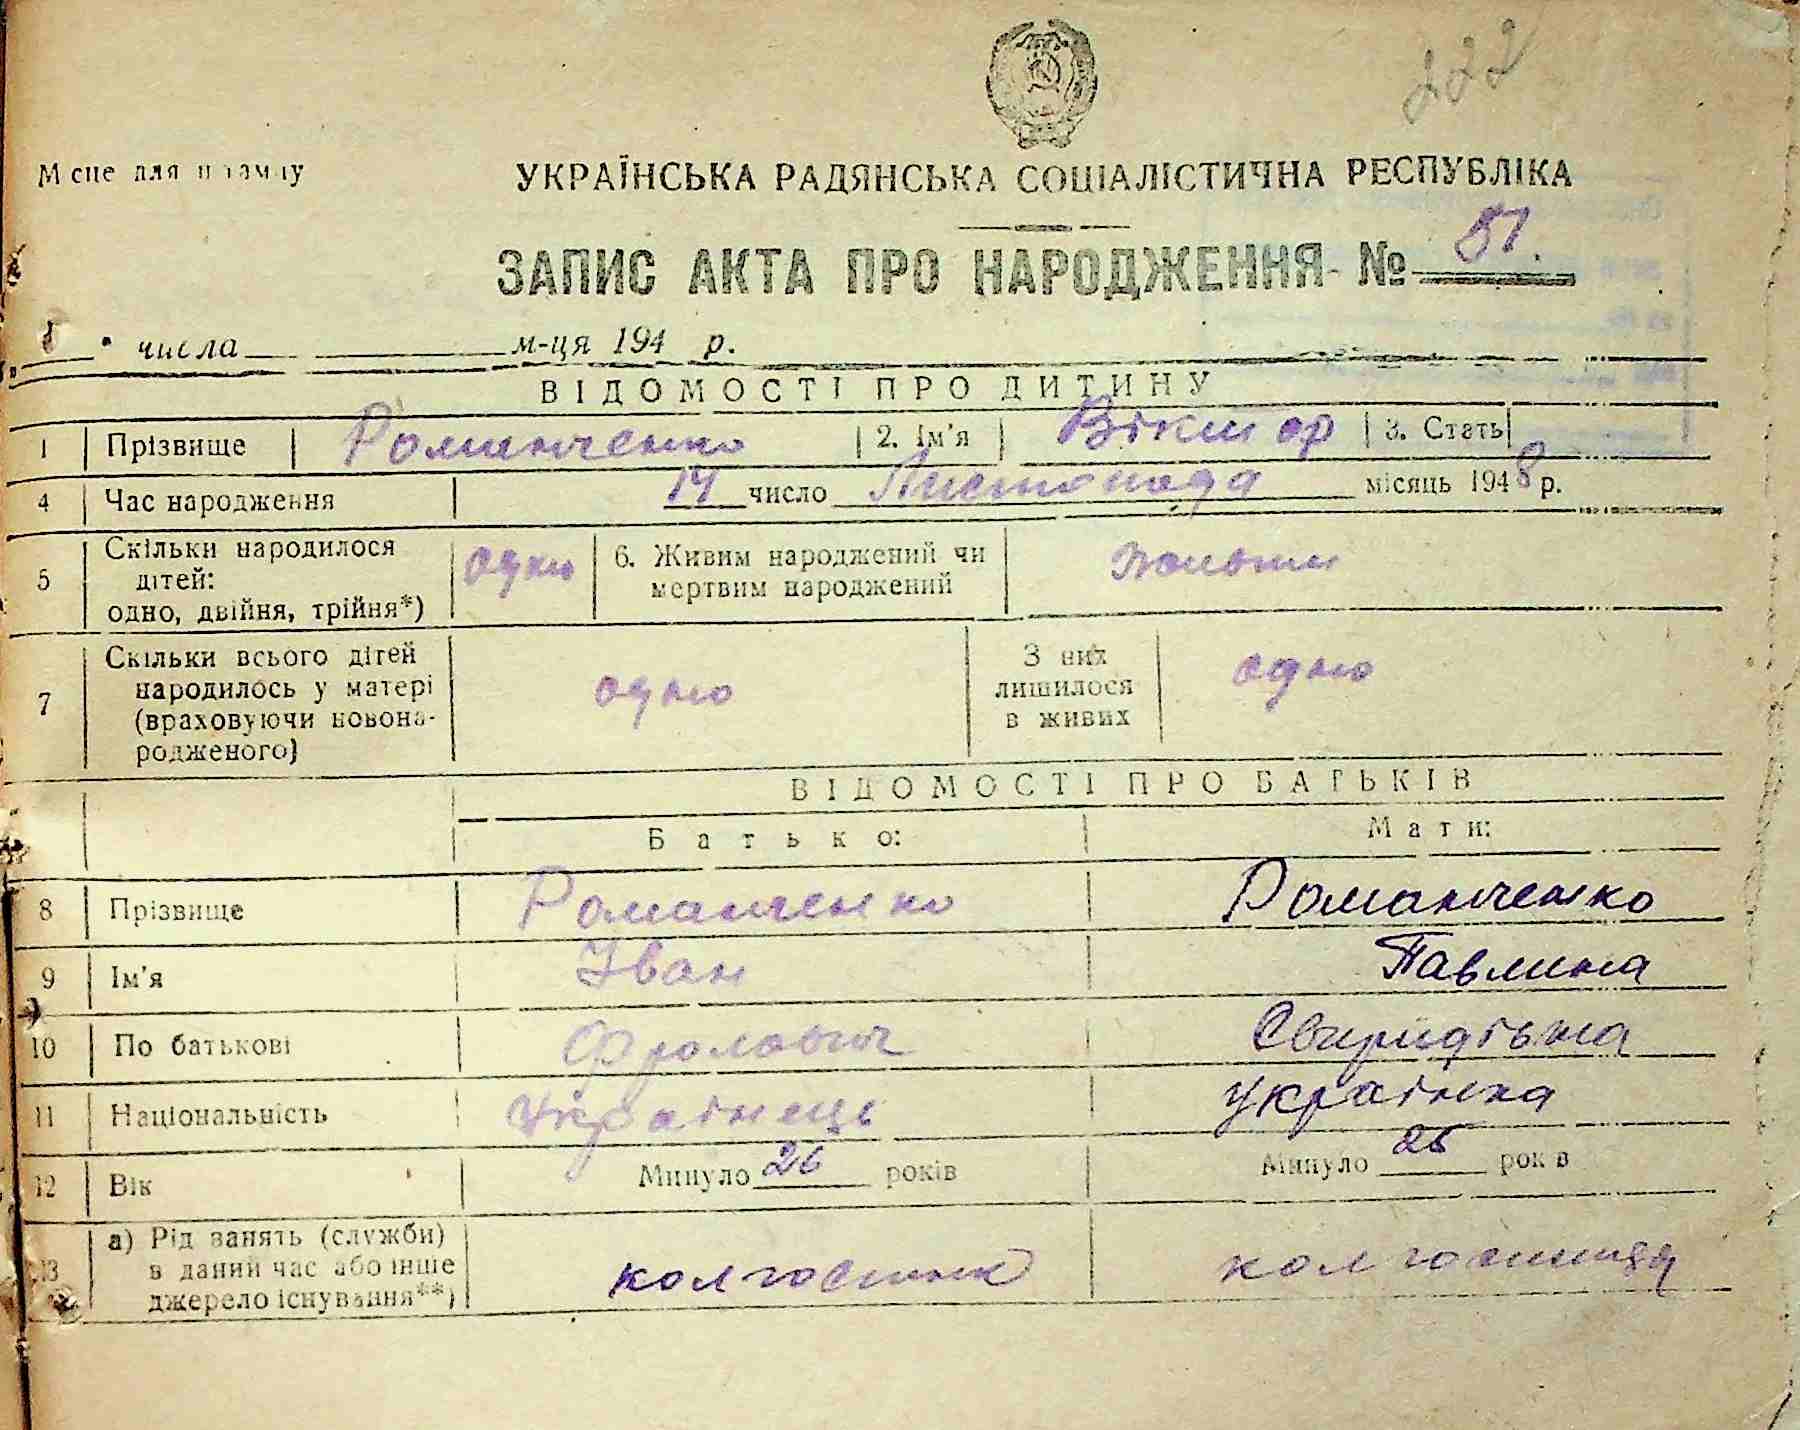 222
Місце для штампу
УКРАЇНСЬКА РАДЯНСЬКА СОЦІАЛІСТИЧНА РЕСПУБЛІКА
ЗАПИС АКТА ПРО НАРОДЖЕННЯ № 51.
числа м-ця 194 р.
ВІДОМОСТІ ПРО ДИТИНУ
1 Прізвище Романченко 2. Ім'я Віктор 3. Стать
4 Час народження 14 число Листопада місяць 1948 р.
5 Скільки народилося дітей: одно, двійня, трійня*) одно 6. Живим народжений чи мертвим народжений живим
7 Скільки всього дітей народилось у матері (враховуючи новонародженого) одно З них лишилося в живих одно
ВІДОМОСТІ ПРО БАТЬКІВ
Батько: Мати:
8 Прізвище Романченко Романченко
9 Ім'я Іван Павлина
10 По батькові Фролович Свиридівна
11 Національність Українець українка
12 Вік Минуло 26 років Минуло 26 рок в
13 а) Рід занять (служби) в даний час або інше джерело існування**) колгоспник колгоспниця